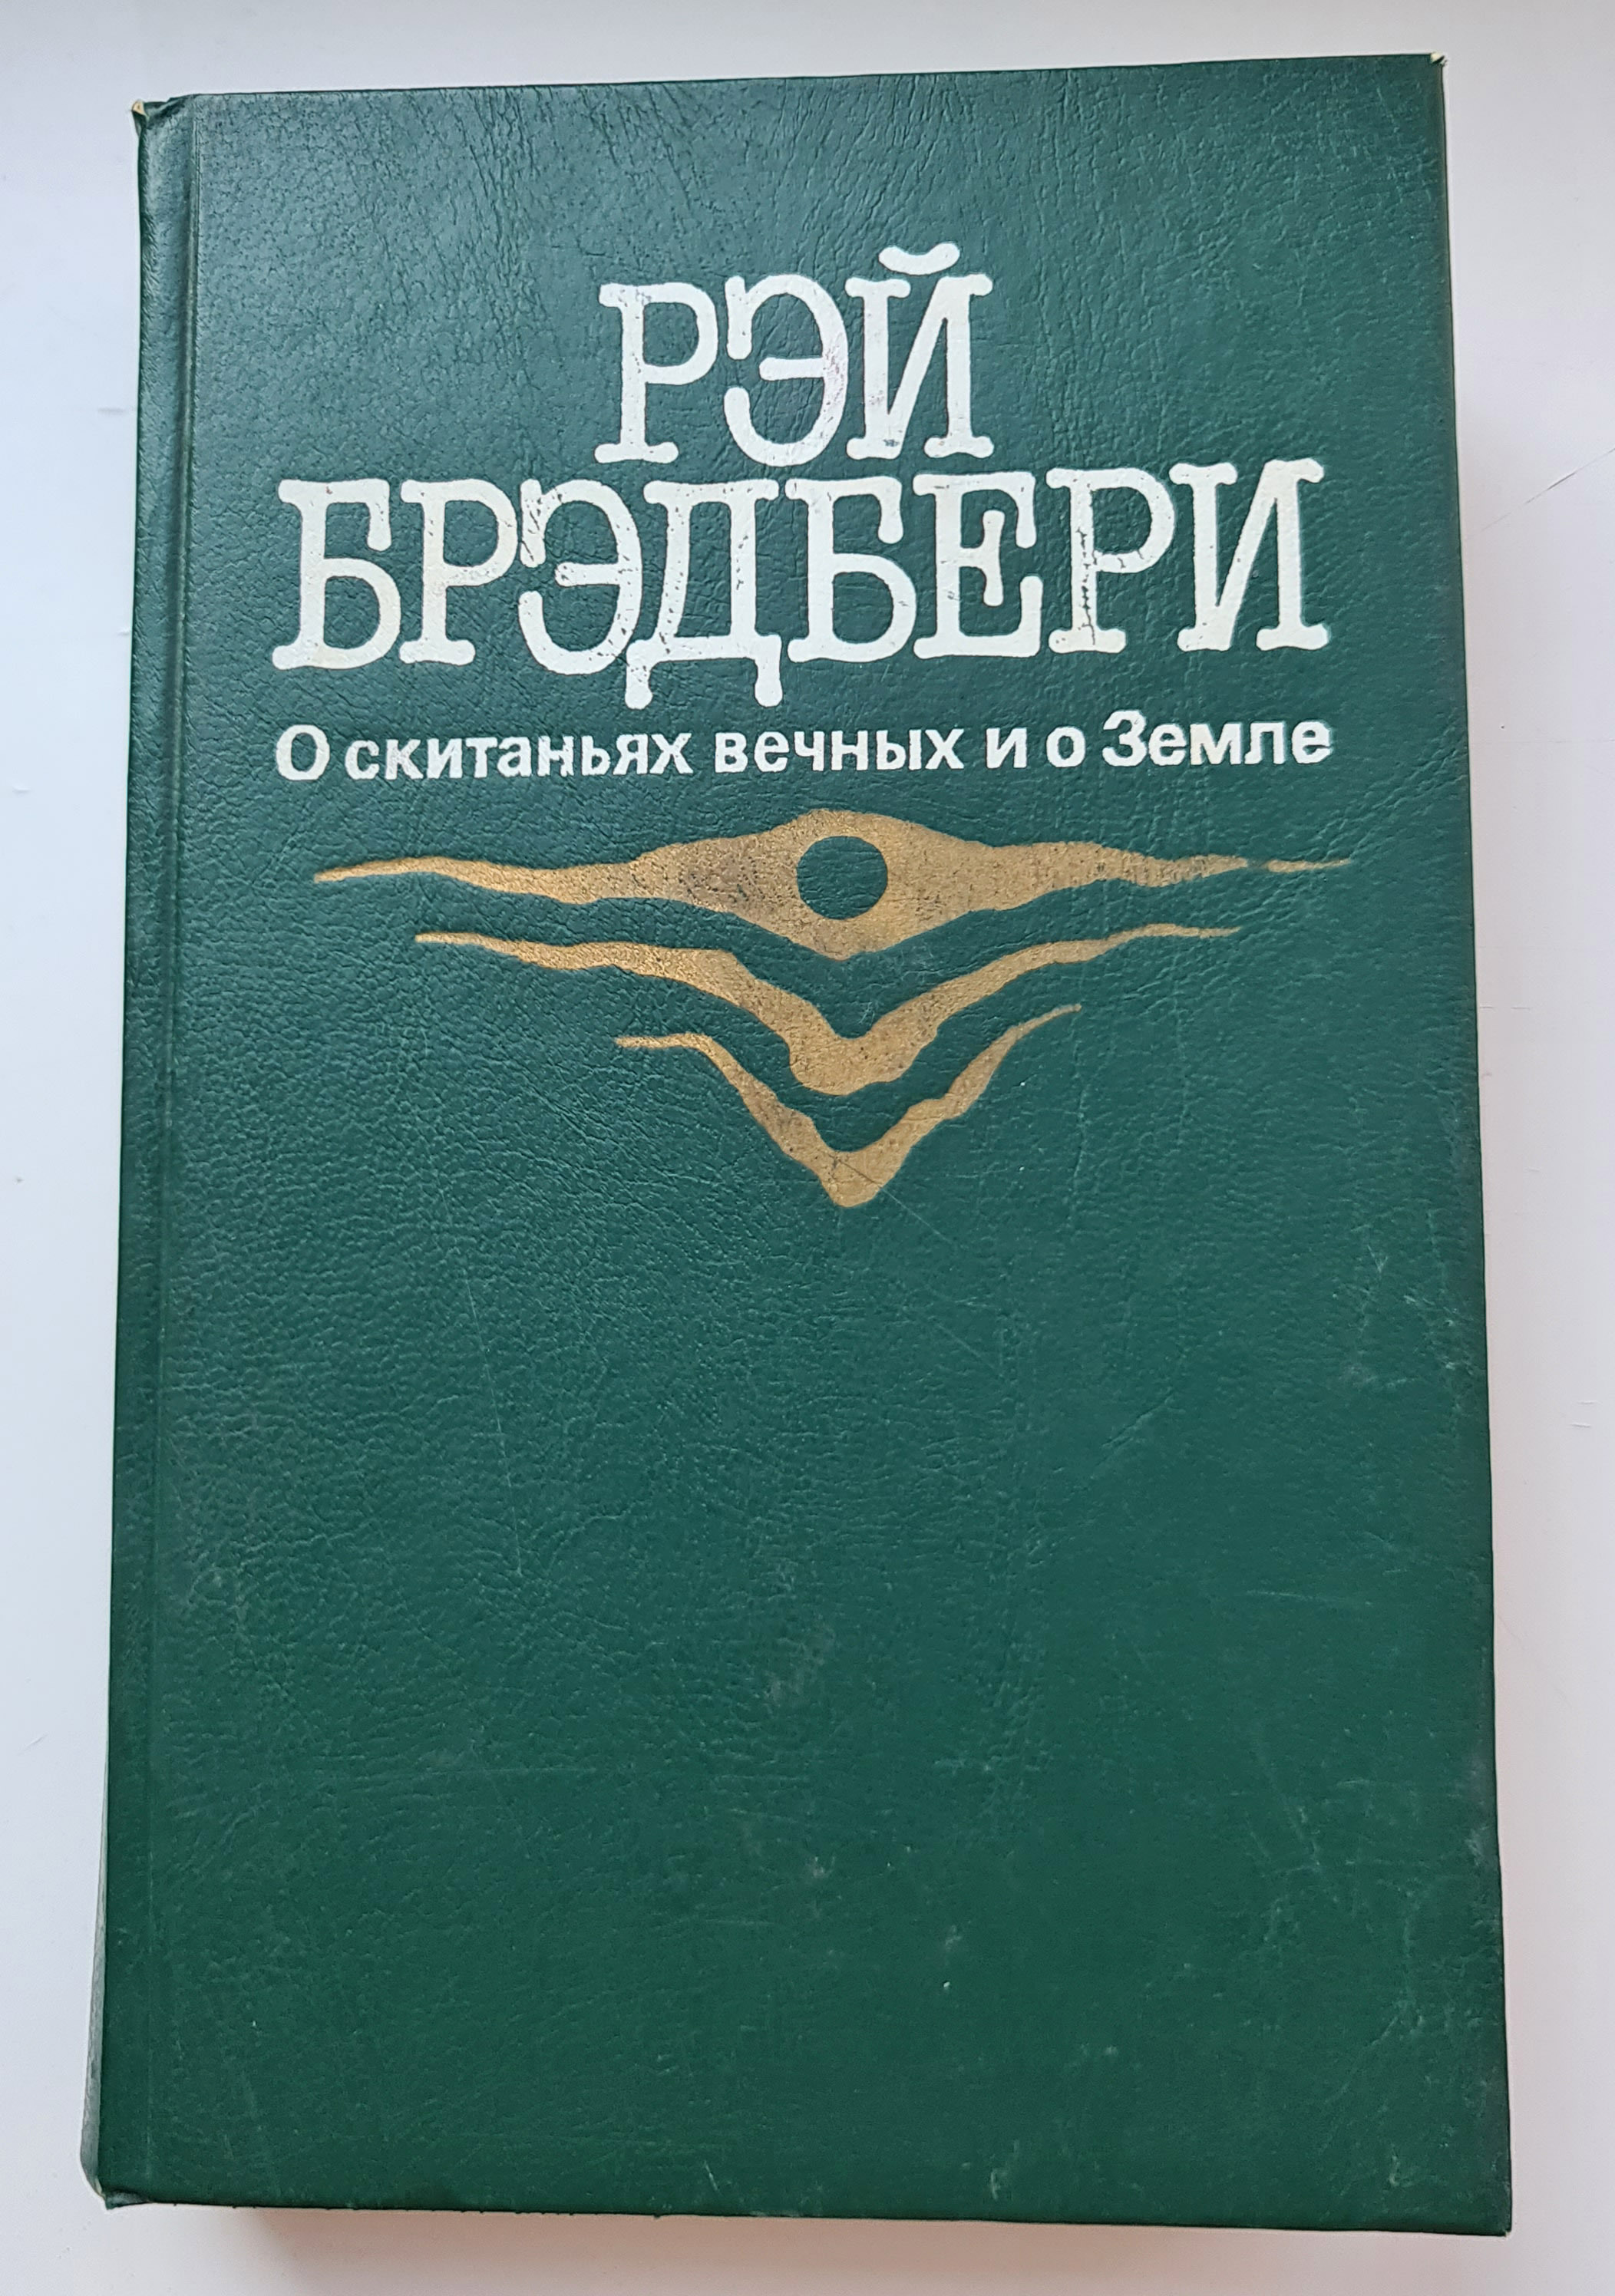 РЭЙ
БРЭДБЕРИ
О скитаньях вечных и о Земле